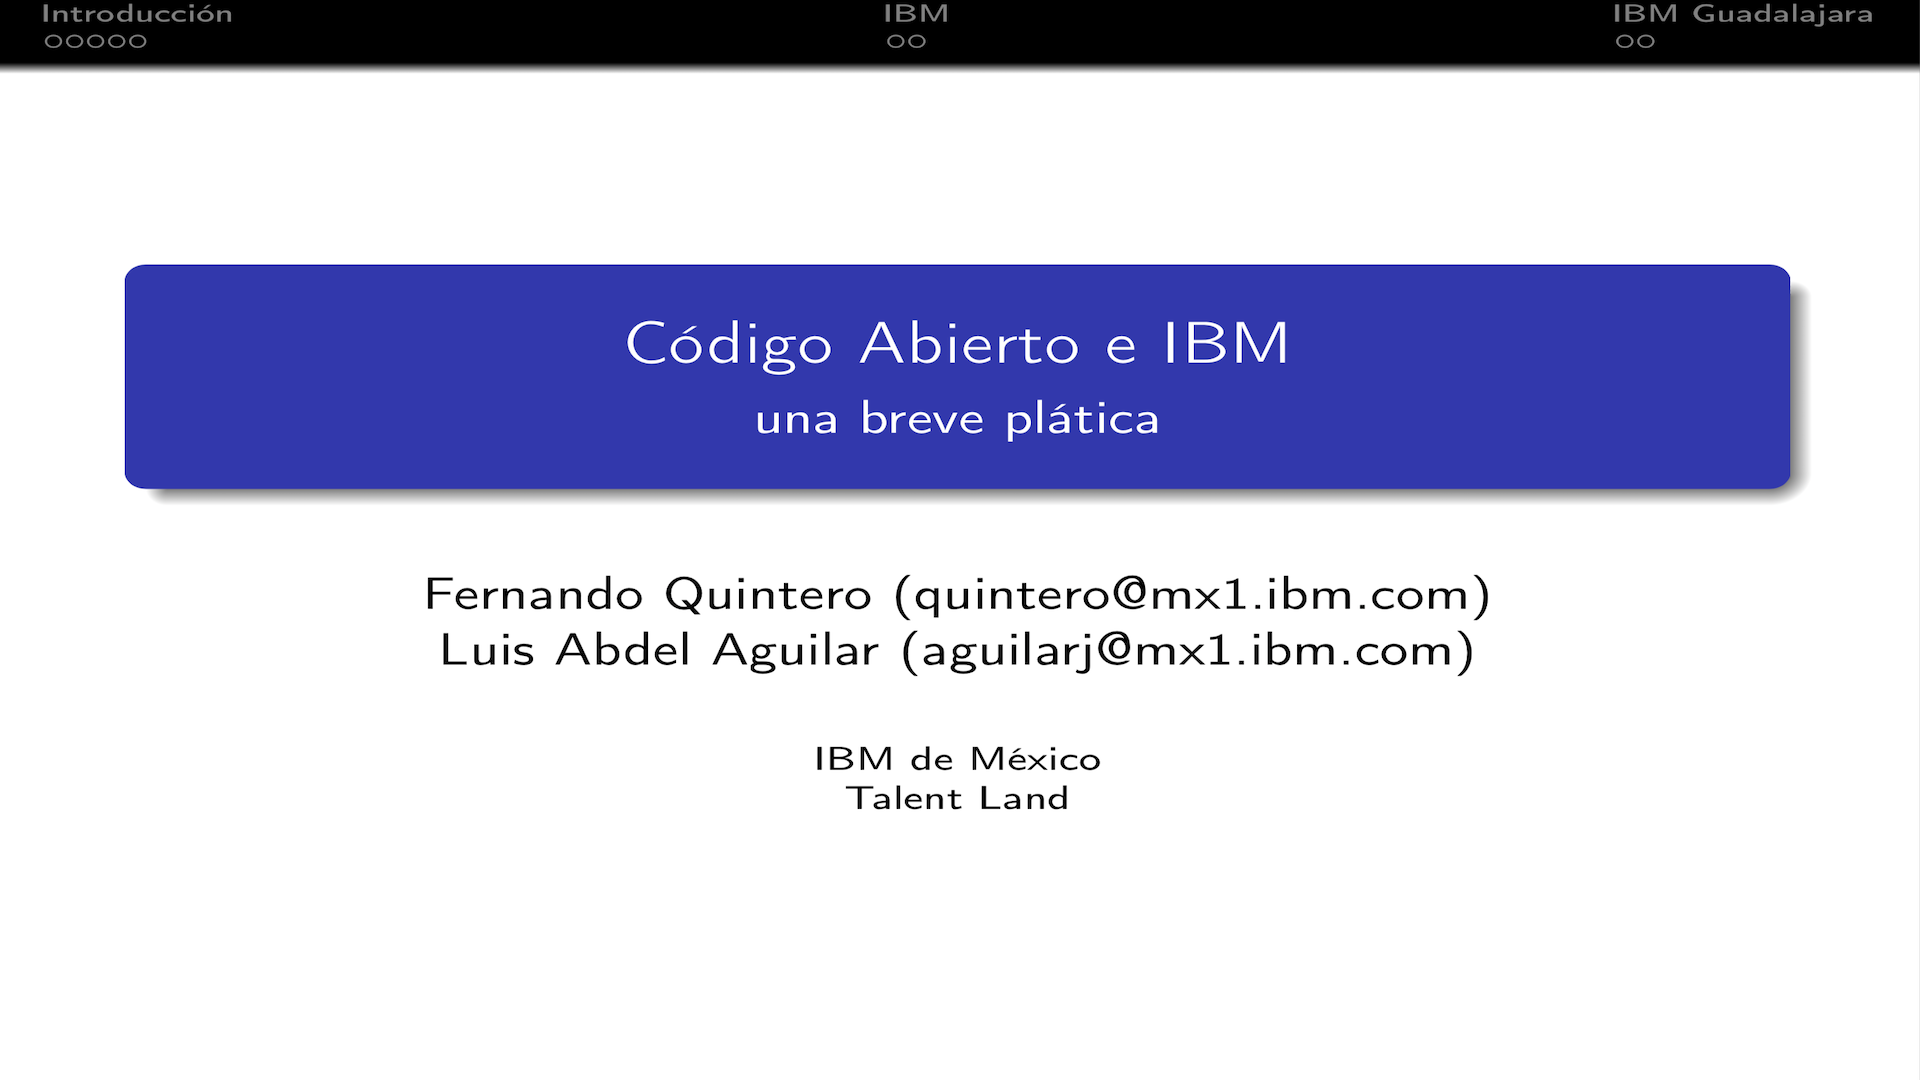 Introducción
IBM
IBM Guadalajara
Código Abierto e IBM
una breve plática
Fernando Quintero (quintero@mx1.ibm.com)
Luis Abdel Aguilar (aguilarj@mx1.ibm.com)
IBM de México
Talent Land